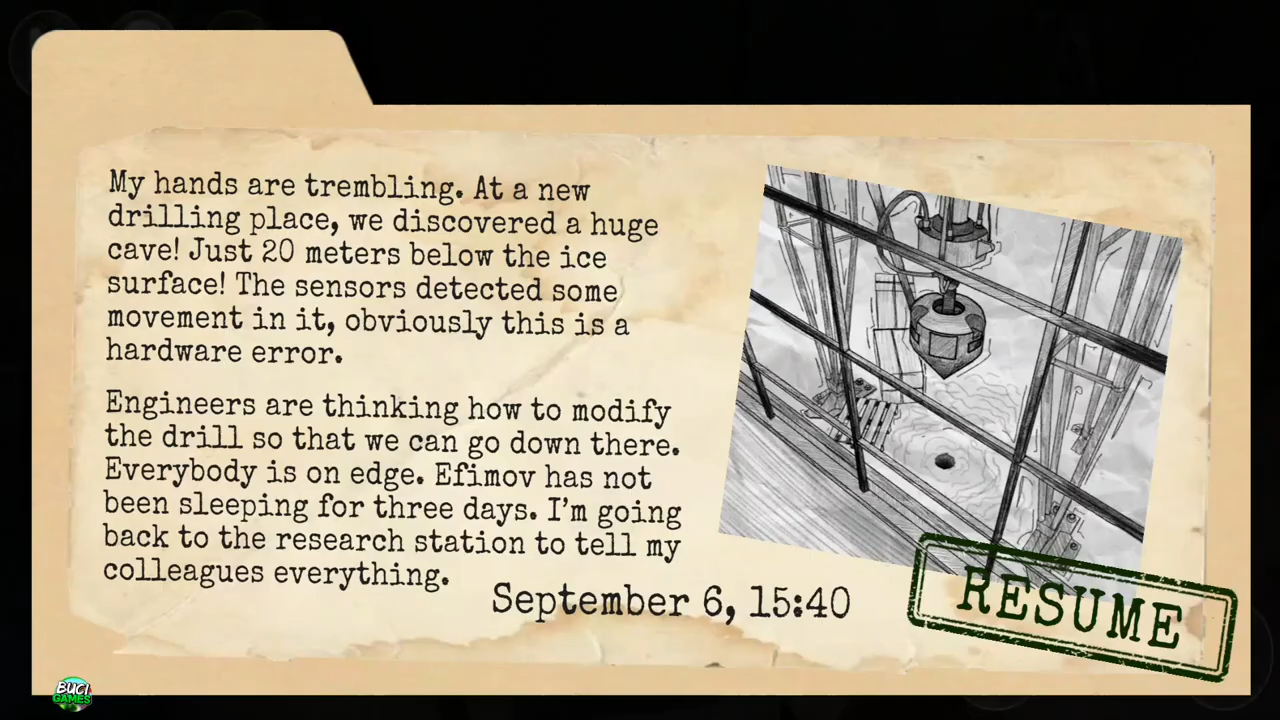 My hands are trembling. At a new
drilling place, we discovered a huge
cave! Just 20 meters below the ice
surface! The sensors detected some
movement in it, obviously this is a
hardware error.
Engineers are thinking how to modify
the drill so that we can go down there.
Everybody is on edge. Efimov has not
been sleeping for three days. I'm going
back to the research station to tell my
colleagues everything.
September 6, 15:40
RESUME
BUCI
GAMES